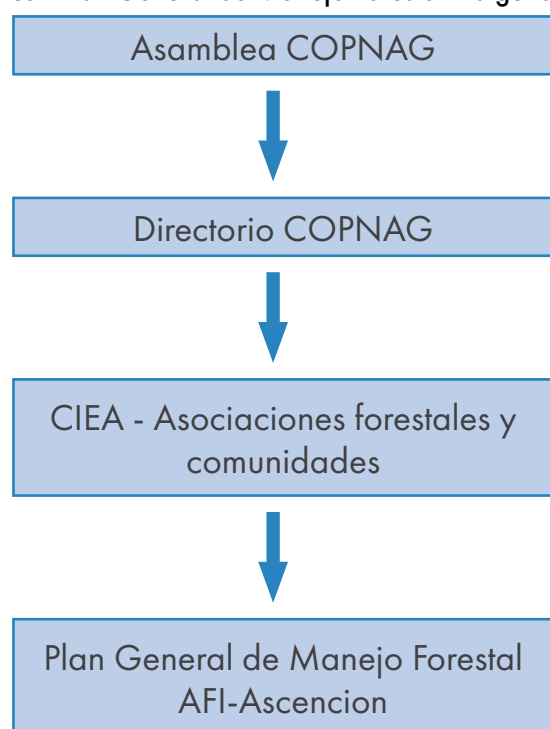 Asamblea COPNAG
Directorio COPNAG
CIEA - Asociaciones forestales y
comunidades
Plan General de Manejo Forestal
AFI-Ascencion